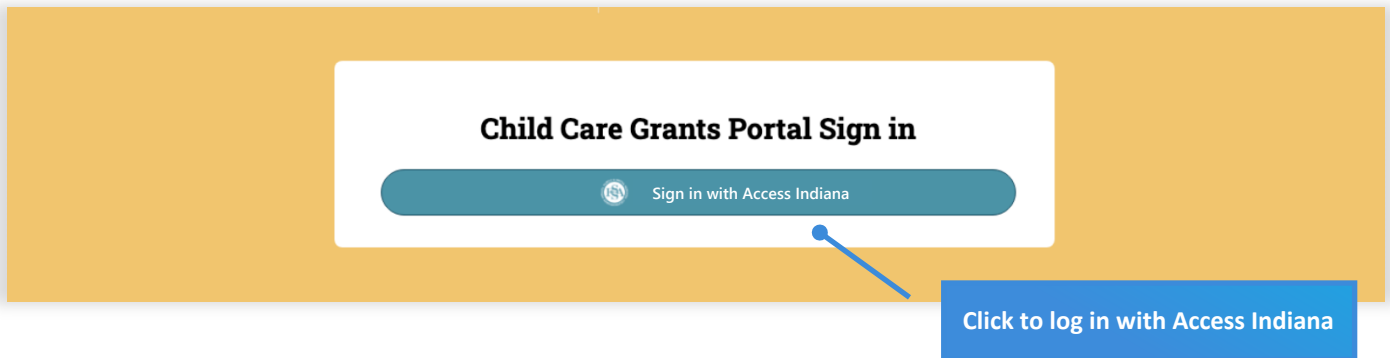 Child Care Grants Portal Sign in
Sign in with Access Indiana
Click to log in with Access Indiana